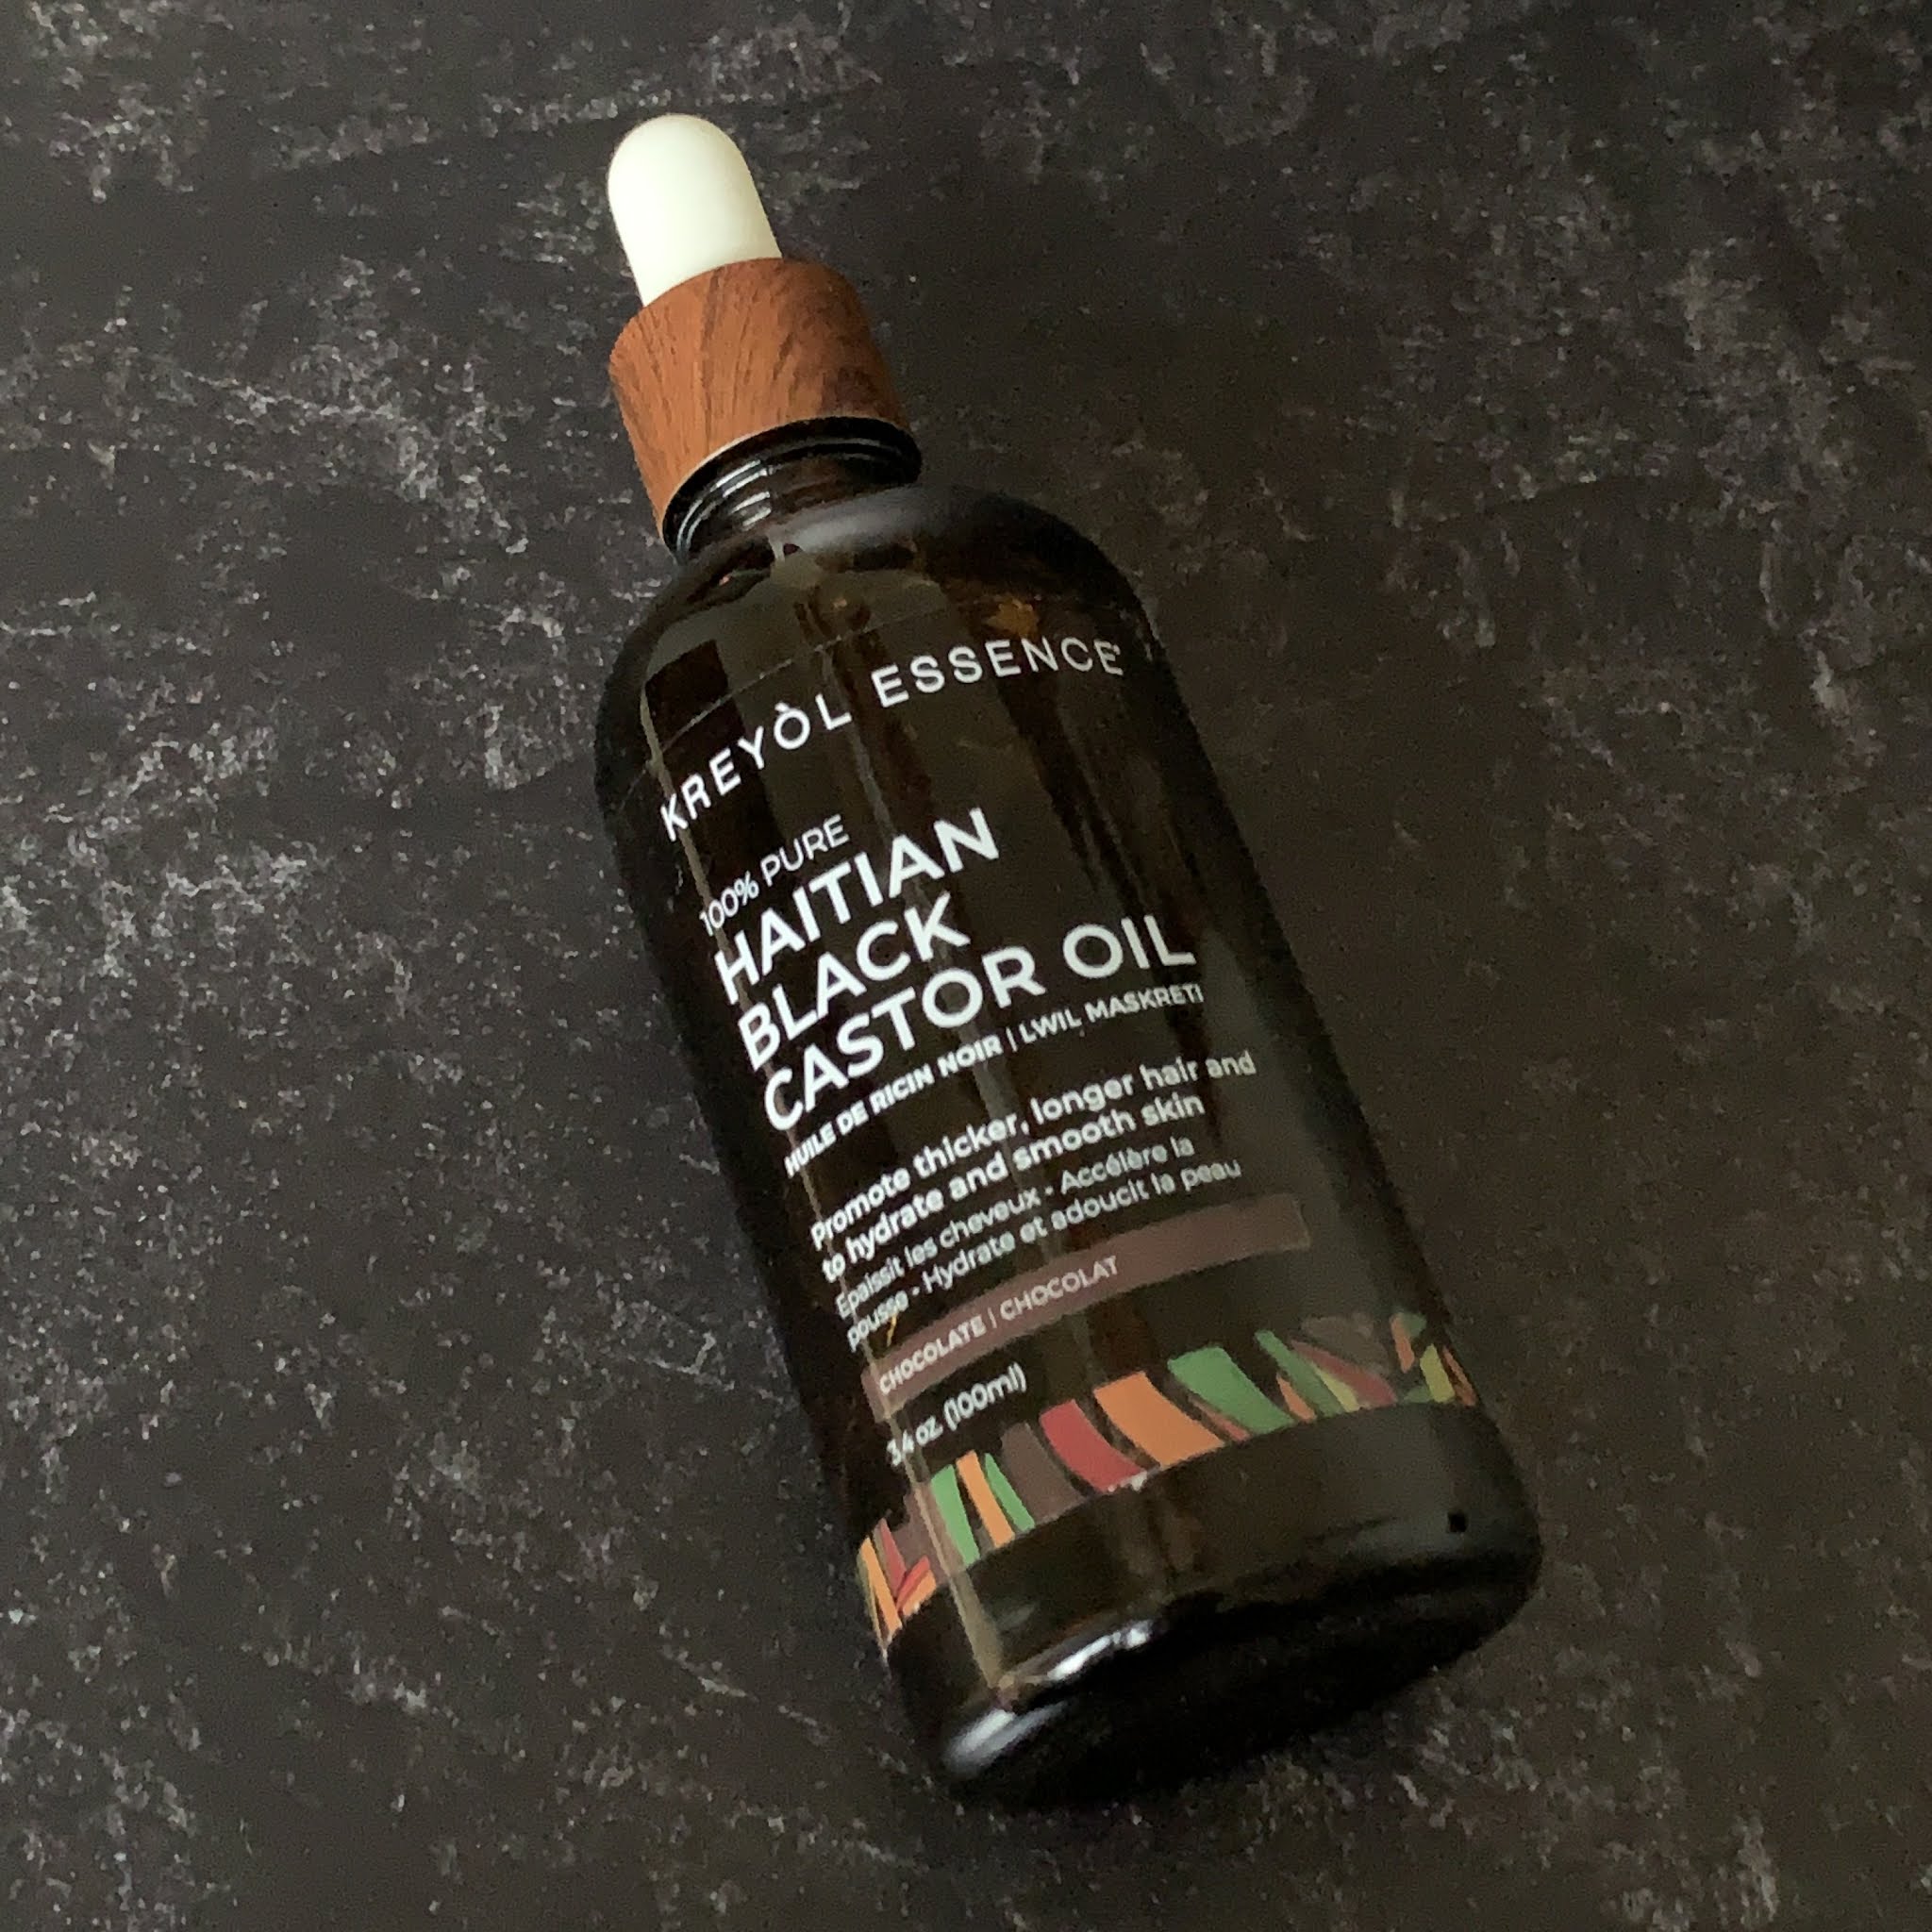 KREYÒL ESSENCE
100% PURE
HAITIAN
BLACK
CASTOR OIL
HUILE DE RICIN NOIR | LWIL MASKRETI
Promote thicker, longer hair and
to hydrate and smooth skin
Épaissit les cheveux - Accélère la
pousse - Hydrate et adoucit la peau
CHOCOLATE | CHOCOLAT
3.4 oz. (100ml)